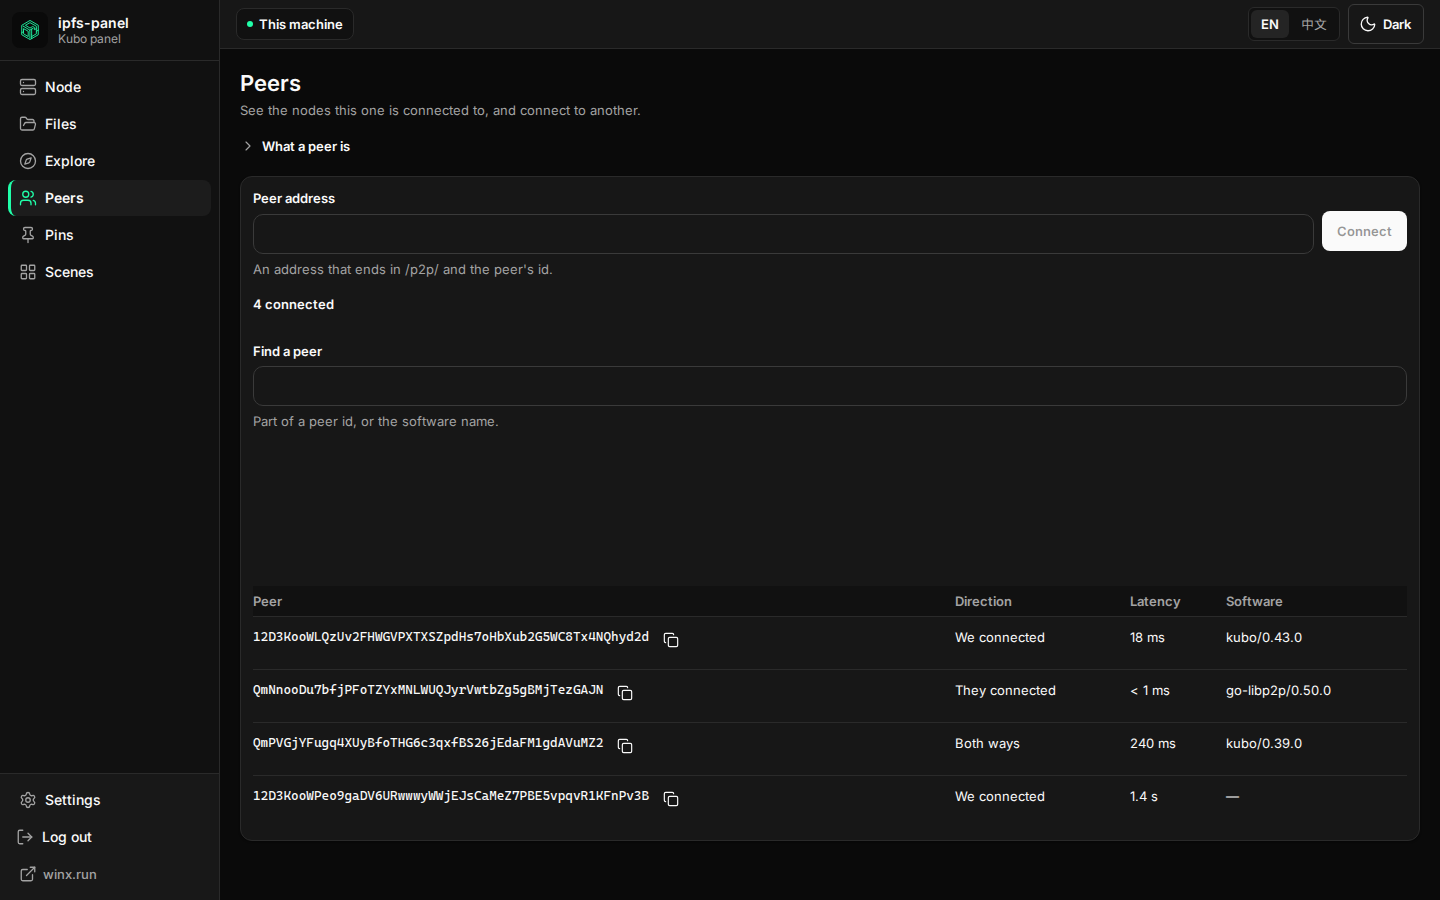 ipfs-panel
Kubo panel
This machine
EN
中文
Dark
Node
Files
Explore
Peers
Pins
Scenes
Settings
Log out
winx.run
Peers
See the nodes this one is connected to, and connect to another.
What a peer is
Peer address
Connect
An address that ends in /p2p/ and the peer's id.
4 connected
Find a peer
Part of a peer id, or the software name.
Peer Direction Latency Software
12D3KooWLQzUv2FHWGVPXTXSZpdHs7oHbXub2G5WC8Tx4NQhyd2d We connected 18 ms kubo/0.43.0
QmNnooDu7bfjPFoTZYxMNLWUQJyrVwtbZg5gBMjTezGAJN They connected < 1 ms go-libp2p/0.50.0
QmPVGjYFugq4XUyBfoTHG6c3qxfBS26jEdaFM1gdAVuMZ2 Both ways 240 ms kubo/0.39.0
12D3KooWPeo9gaDV6URwwwyWWjEJsCaMeZ7PBE5vpqvR1KFnPv3B We connected 1.4 s —